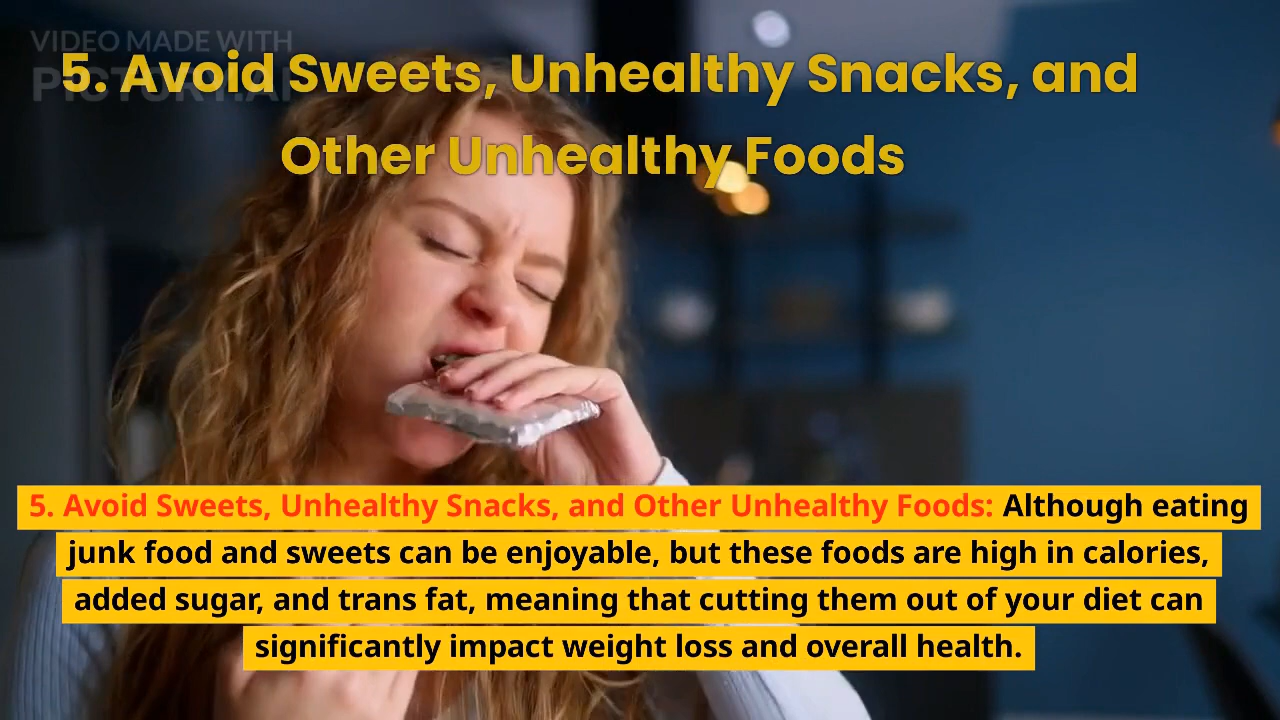 VIDEO MADE WITH
PICTORY.AI
5. Avoid Sweets, Unhealthy Snacks, and
Other Unhealthy Foods
5. Avoid Sweets, Unhealthy Snacks, and Other Unhealthy Foods: Although eating
junk food and sweets can be enjoyable, but these foods are high in calories,
added sugar, and trans fat, meaning that cutting them out of your diet can
significantly impact weight loss and overall health.